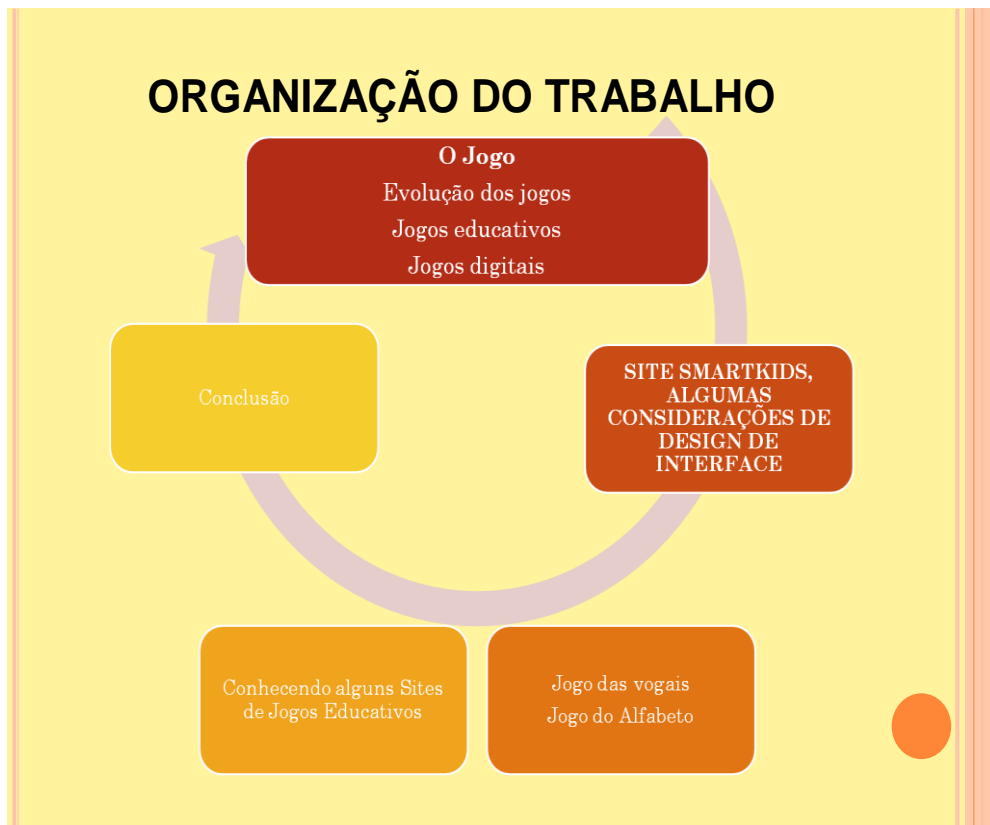 ORGANIZAÇÃO DO TRABALHO
O Jogo
Evolução dos jogos
Jogos educativos
Jogos digitais
SITE SMARTKIDS,
ALGUMAS
CONSIDERAÇÕES DE
DESIGN DE
INTERFACE
Jogo das vogais
Jogo do Alfabeto
Conhecendo alguns Sites
de Jogos Educativos
Conclusão